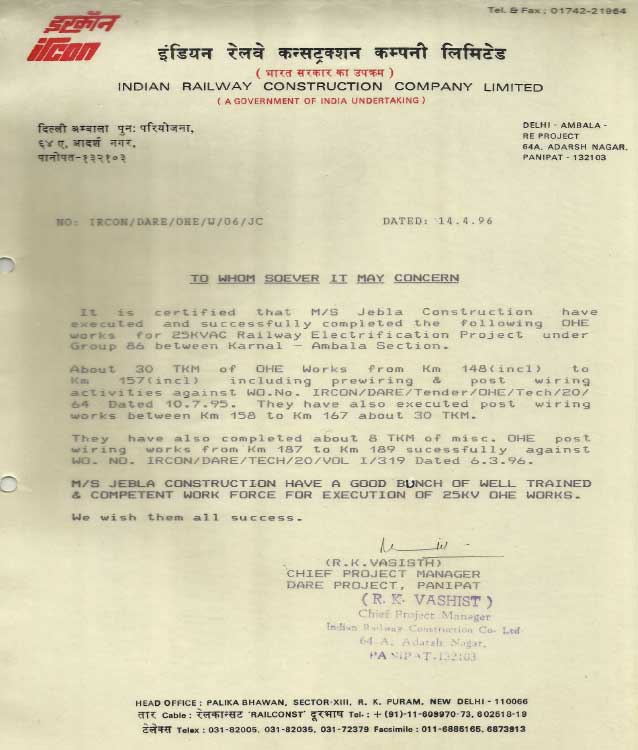 Tel. & Fax : 01742-21964
इरकॉन
ircon
इंडियन रेलवे कन्सट्रक्शन कम्पनी लिमिटेड
( भारत सरकार का उपक्रम )
INDIAN RAILWAY CONSTRUCTION COMPANY LIMITED
( A GOVERNMENT OF INDIA UNDERTAKING )
दिल्ली अम्बाला पुन: परियोजना,
६४ ए, आदर्श नगर,
पानीपत-१३२१०३
DELHI - AMBALA -
RE PROJECT
64A, ADARSH NAGAR,
PANIPAT - 132103
NO: IRCON/DARE/OHE/W/06/JC DATED: 14.4.96
TO WHOM SOEVER IT MAY CONCERN
It is certified that M/S Jebla Construction have
executed and successfully completed the following OHE
works for 25KVAC Railway Electrification Project under
Group 86 between Karnal - Ambala Section.
About 30 TKM of OHE Works from Km 148(incl) to
Km 157(incl) including prewiring & post wiring
activities against WO.No. IRCON/DARE/Tender/OHE/Tech/20/
64 Dated 10.7.95. They have also executed post wiring
works between Km 158 to Km 167 about 30 TKM.
They have also completed about 8 TKM of misc. OHE post
wiring works from Km 187 to Km 189 sucessfully against
WO. NO. IRCON/DARE/TECH/20/VOL I/319 Dated 6.3.96.
M/S JEBLA CONSTRUCTION HAVE A GOOD BUNCH OF WELL TRAINED
& COMPETENT WORK FORCE FOR EXECUTION OF 25KV OHE WORKS.
We wish them all success.
(R.K.VASISTH)
CHIEF PROJECT MANAGER
DARE PROJECT, PANIPAT
( R. K. VASHIST )
Chief Project Manager
Indian Railway Construction Co- Ltd
64 A, Adarsh Nagar,
PANIPAT-132103
HEAD OFFICE : PALIKA BHAWAN, SECTOR-XIII, R. K. PURAM, NEW DELHI - 110066
तार Cable : रेलकान्सट 'RAILCONST' दूरभाष Tel- : + (91)-11-609970-73, 602518-19
टेलेक्स Telex : 031-82005, 031-82035, 031-72379 Facsimile : 011-6885165, 6873913